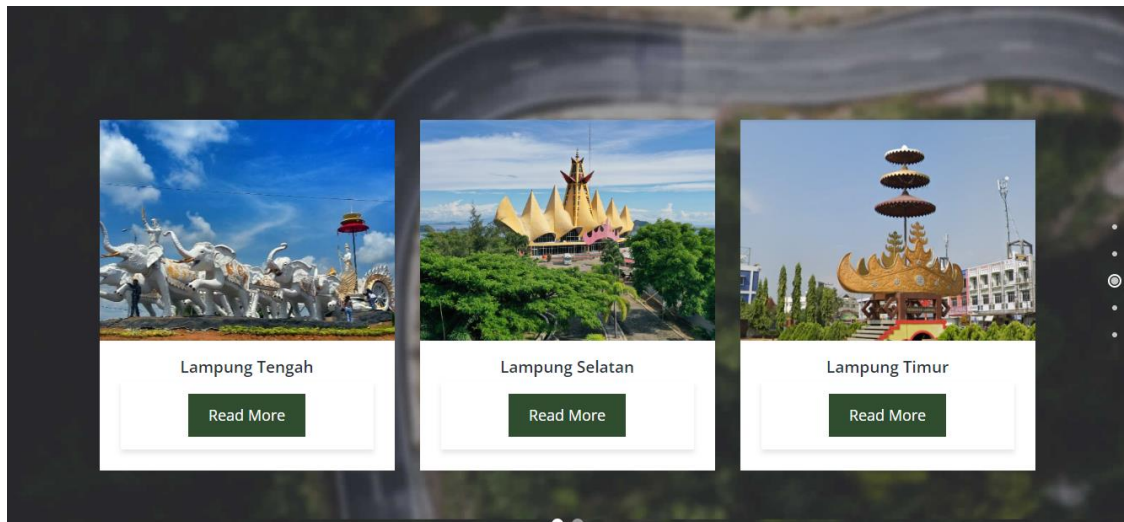 Lampung Tengah
Read More
Lampung Selatan
Read More
Lampung Timur
Read More